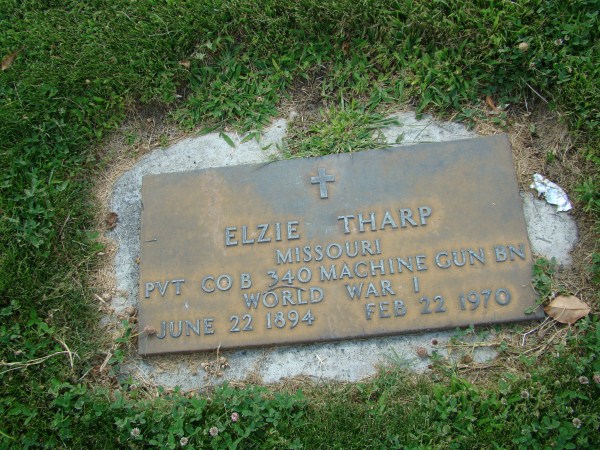 ELZIE THARP
MISSOURI
PVT CO B 340 MACHINE GUN BN
WORLD WAR I
JUNE 22 1894 FEB 22 1970